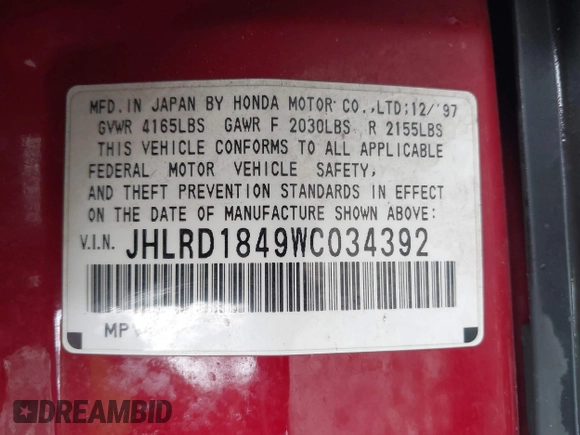 MFD. IN JAPAN BY HONDA MOTOR CO.,LTD; 12/'97
GVWR 4165LBS GAWR F 2030LBS R 2155LBS
THIS VEHICLE CONFORMS TO ALL APPLICABLE
FEDERAL MOTOR VEHICLE SAFETY,
AND THEFT PREVENTION STANDARDS IN EFFECT
ON THE DATE OF MANUFACTURE SHOWN ABOVE:
V.I.N. JHLRD1849WC034392
MPV
DREAMBID